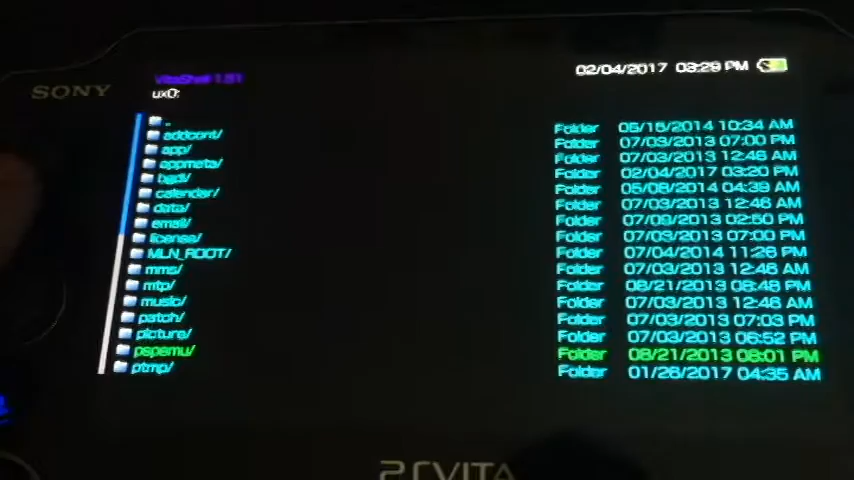 SONY
VitaShell 1.51
02/04/2017 03:29 PM
ux0:
..
addcont/ Folder 05/15/2014 10:34 AM
app/ Folder 07/03/2013 07:00 PM
appmeta/ Folder 07/03/2013 12:46 AM
bgdl/ Folder 02/04/2017 03:20 PM
calendar/ Folder 05/08/2014 04:39 AM
data/ Folder 07/03/2013 12:46 AM
email/ Folder 07/09/2013 02:50 PM
license/ Folder 07/03/2013 07:00 PM
MLN_ROOT/ Folder 07/04/2014 11:26 PM
mms/ Folder 07/03/2013 12:46 AM
mtp/ Folder 08/21/2013 08:48 PM
music/ Folder 07/03/2013 12:46 AM
patch/ Folder 07/03/2013 07:03 PM
picture/ Folder 07/03/2013 06:52 PM
pspemu/ Folder 08/21/2013 08:01 PM
ptmp/ Folder 01/26/2017 04:35 AM
PSVITA